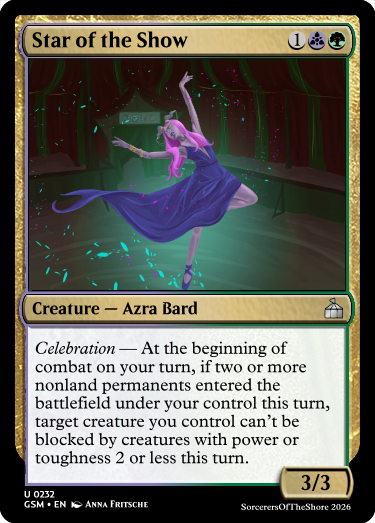 Star of the Show 1
Creature — Azra Bard
Celebration — At the beginning of
combat on your turn, if two or more
nonland permanents entered the
battlefield under your control this turn,
target creature you control can't be
blocked by creatures with power or
toughness 2 or less this turn.
3/3
U 0232
GSM • EN Anna Fritsche
SorcerersOfTheShore 2026